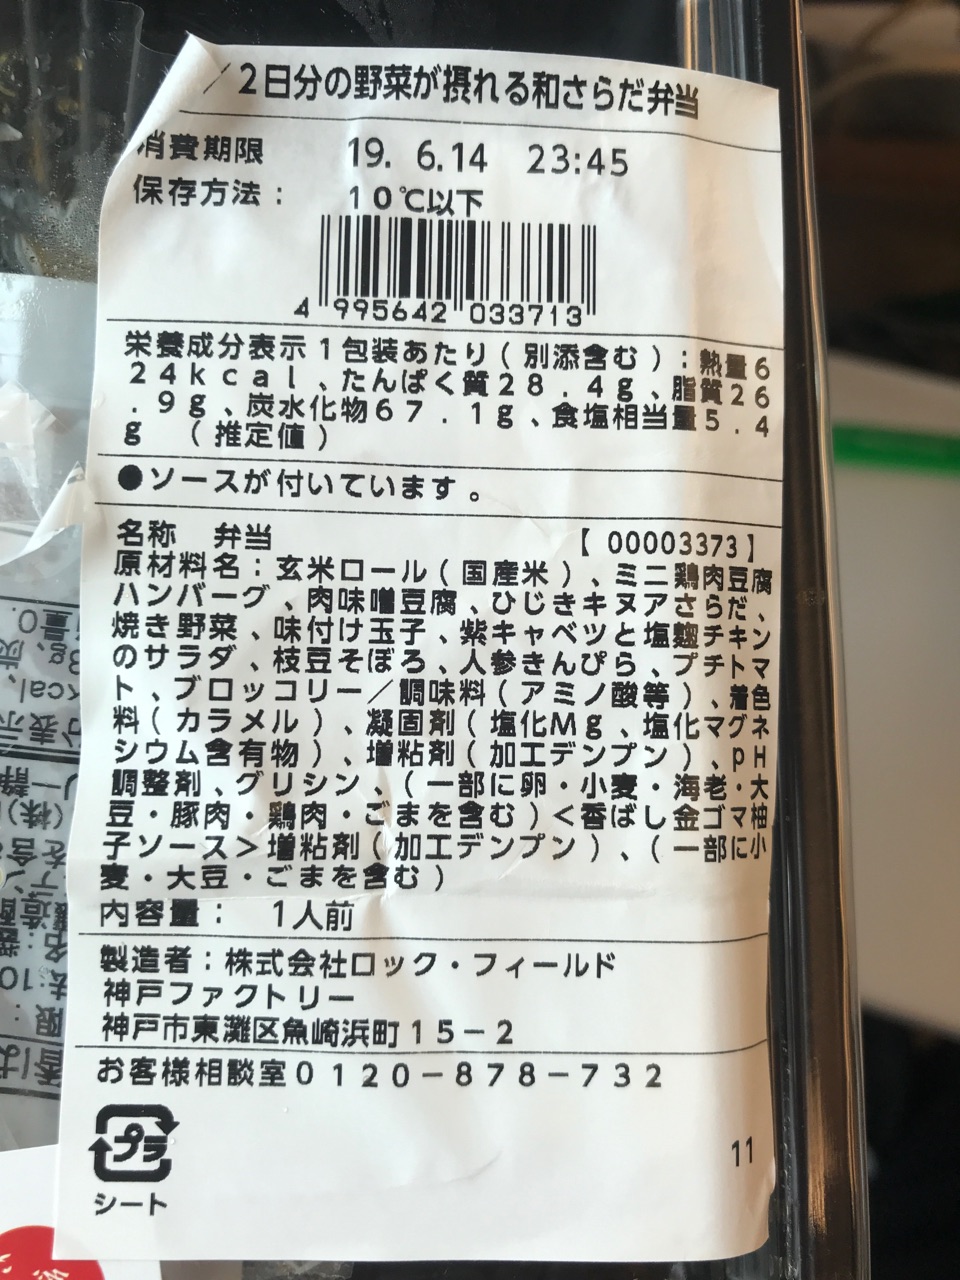 ／2日分の野菜が摂れる和さらだ弁当
消費期限 19. 6.14 23:45
保存方法： 10℃以下
4 995642 033713
栄養成分表示１包装あたり（別添含む）：熱量６
２４ｋｃａｌ、たんぱく質２８．４ｇ、脂質２６
．９ｇ、炭水化物６７．１ｇ、食塩相当量５．４
ｇ （推定値）
●ソースが付いています。
名称 弁当 【00003373】
原材料名：玄米ロール（国産米）、ミニ鶏肉豆腐
ハンバーグ、肉味噌豆腐、ひじきキヌアさらだ、
焼き野菜、味付け玉子、紫キャベツと塩麹チキン
のサラダ、枝豆そぼろ、人参きんぴら、プチトマ
ト、ブロッコリー／調味料（アミノ酸等）、着色
料（カラメル）、凝固剤（塩化Ｍｇ、塩化マグネ
シウム含有物）、増粘剤（加工デンプン）、ｐＨ
調整剤、グリシン、（一部に卵・小麦・海老・大
豆・豚肉・鶏肉・ごまを含む）＜香ばし金ゴマ柚
子ソース＞増粘剤（加工デンプン）、（一部に小
麦・大豆・ごまを含む）
内容量： １人前
製造者：株式会社ロック・フィールド
神戸ファクトリー
神戸市東灘区魚崎浜町１５－２
お客様相談室０１２０－８７８－７３２
プラ
シート
11